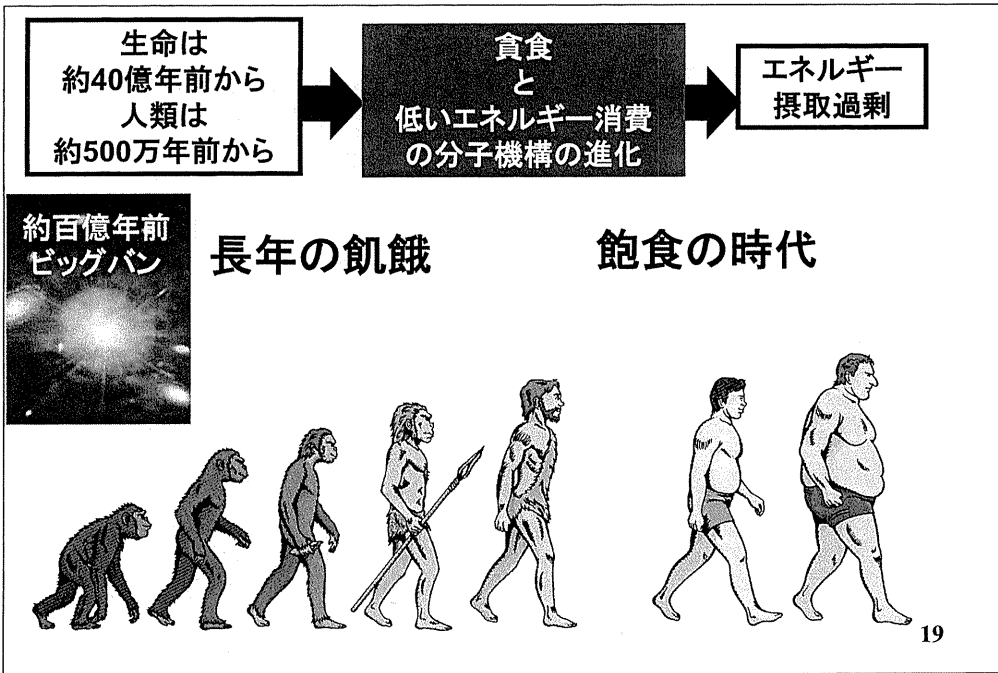 生命は
約40億年前から
人類は
約500万年前から
貪食
と
低いエネルギー消費
の分子機構の進化
エネルギー
摂取過剰
約百億年前
ビッグバン
長年の飢餓
飽食の時代
19